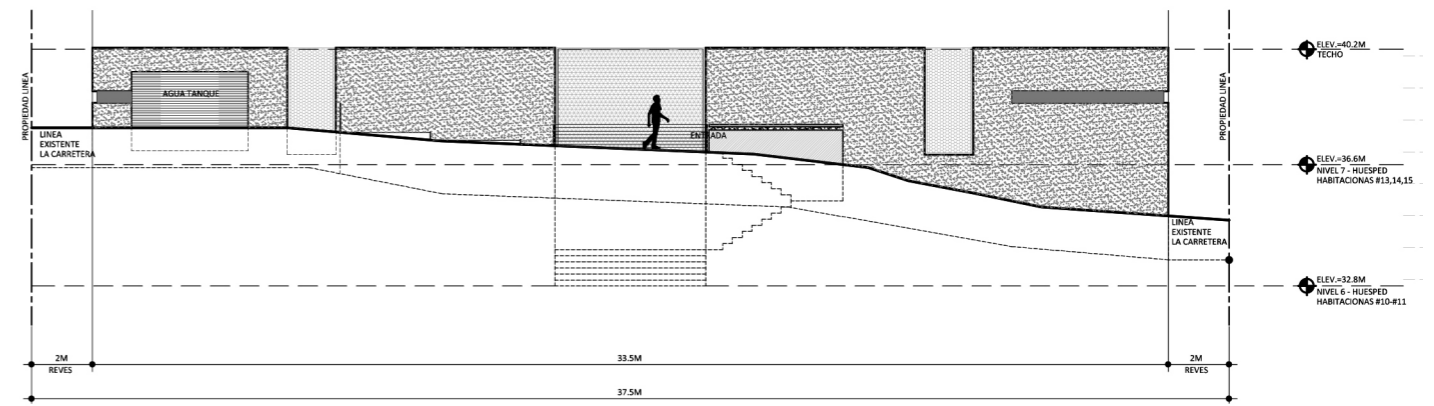 ELEV.=40.2M
TECHO
PROPIEDAD LINEA
AGUA TANQUE
LINEA
EXISTENTE
LA CARRETERA
ENTRADA
PROPIEDAD LINEA
ELEV.=36.6M
NIVEL 7 - HUESPED
HABITACIONAS #13,14,15
LINEA
EXISTENTE
LA CARRETERA
ELEV.=32.8M
NIVEL 6 - HUESPED
HABITACIONAS #10-#11
2M
REVES
33.5M
2M
REVES
37.5M